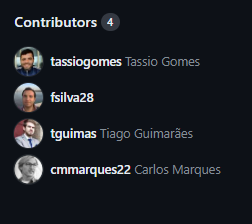 Contributors 4
tassiogomes Tassio Gomes
fsilva28
tguimas Tiago Guimarães
cmmarques22 Carlos Marques